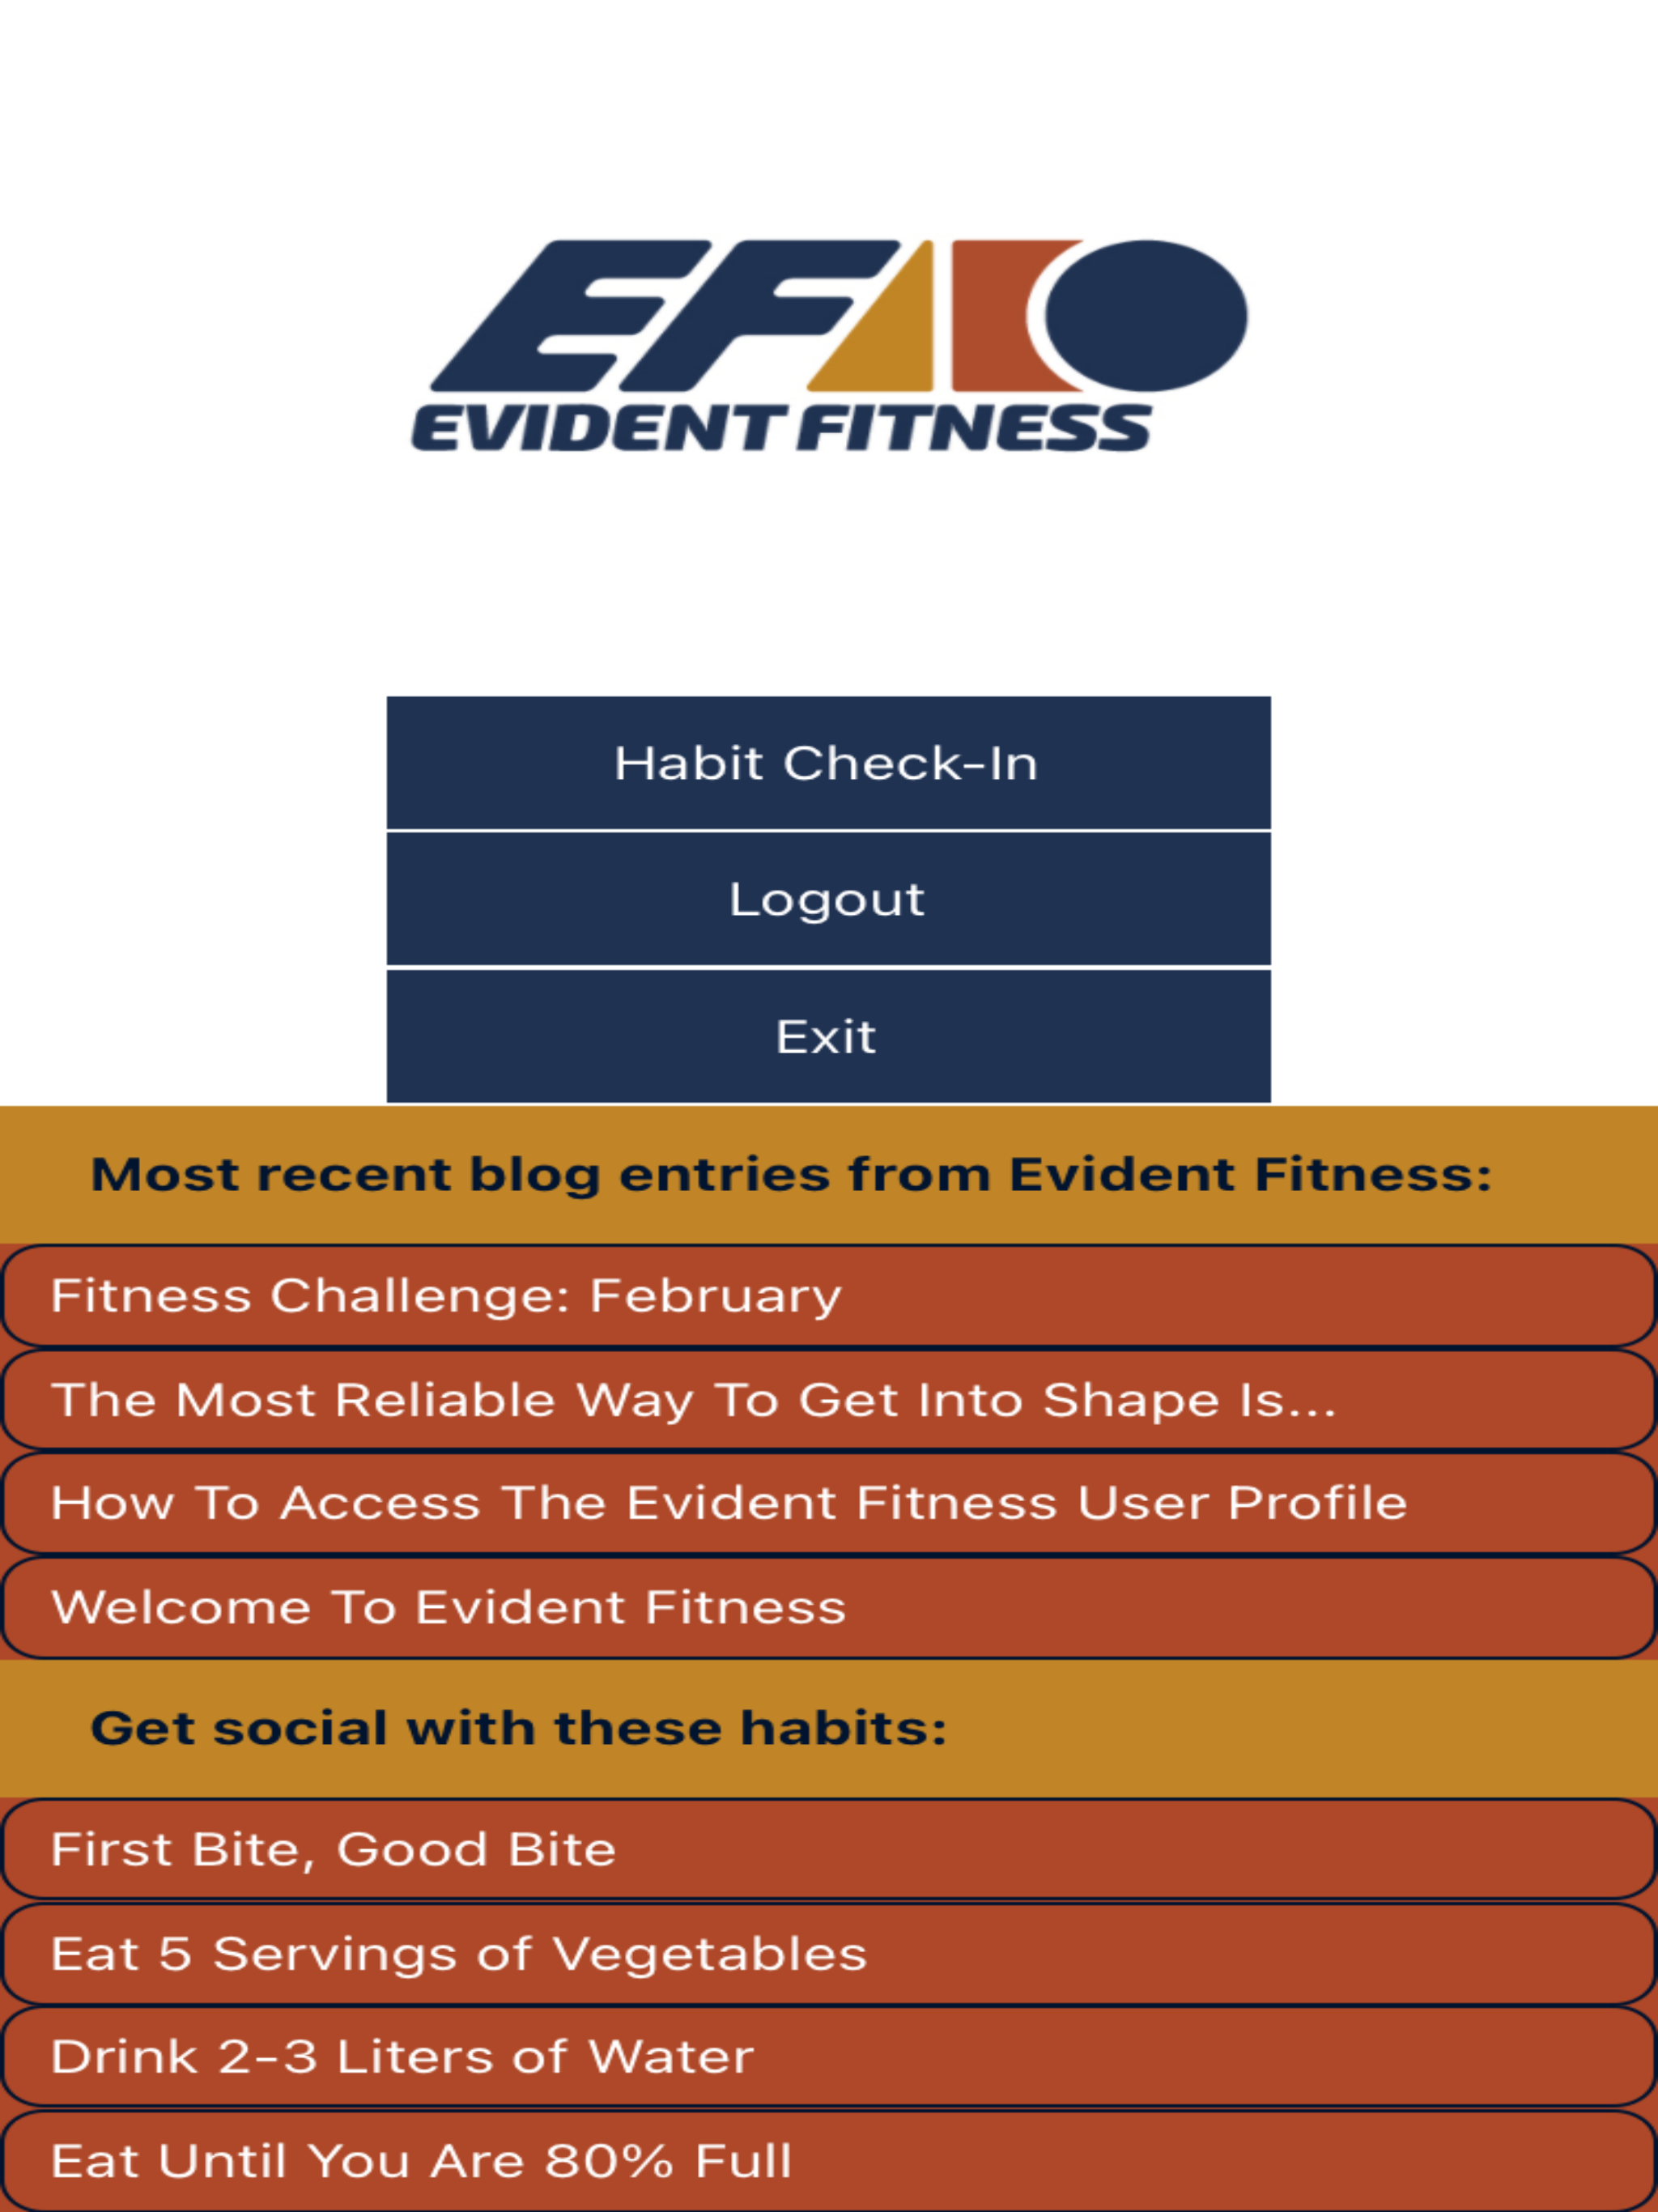 EF
EVIDENT FITNESS
Habit Check-In
Logout
Exit
Most recent blog entries from Evident Fitness:
Fitness Challenge: February
The Most Reliable Way To Get Into Shape Is...
How To Access The Evident Fitness User Profile
Welcome To Evident Fitness
Get social with these habits:
First Bite, Good Bite
Eat 5 Servings of Vegetables
Drink 2-3 Liters of Water
Eat Until You Are 80% Full